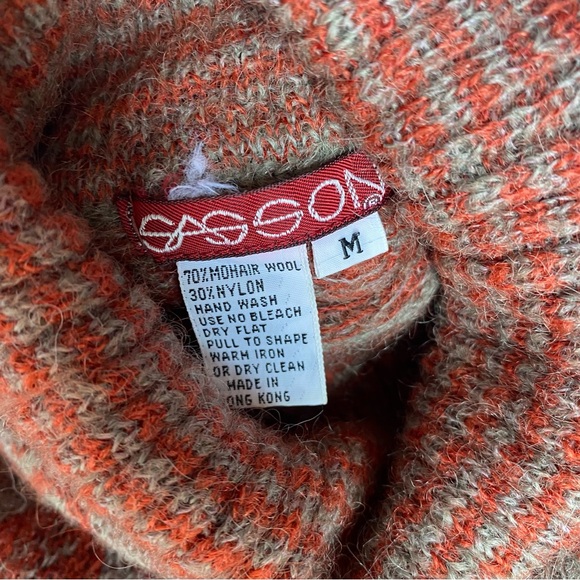 SASSON®
M
70% MOHAIR WOOL
30% NYLON
HAND WASH
USE NO BLEACH
DRY FLAT
PULL TO SHAPE
WARM IRON
OR DRY CLEAN
MADE IN
ONG KONG